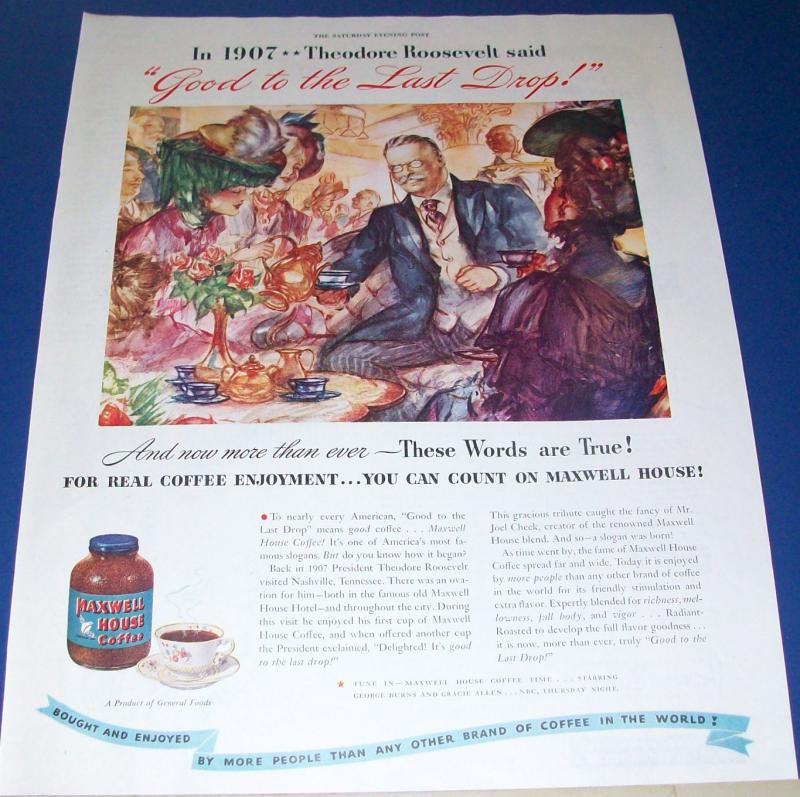 THE SATURDAY EVENING POST
In 1907 ** Theodore Roosevelt said
"Good to the Last Drop!"
And now more than ever — These Words are True!
FOR REAL COFFEE ENJOYMENT...YOU CAN COUNT ON MAXWELL HOUSE!
• To nearly every American, "Good to the
Last Drop" means good coffee . . . Maxwell
House Coffee! It's one of America's most fa-
mous slogans. But do you know how it began?
Back in 1907 President Theodore Roosevelt
visited Nashville, Tennessee. There was an ova-
tion for him—both in the famous old Maxwell
House Hotel—and throughout the city. During
this visit he enjoyed his first cup of Maxwell
House Coffee, and when offered another cup
the President exclaimed, "Delighted! It's good
to the last drop!"
This gracious tribute caught the fancy of Mr.
Joel Cheek, creator of the renowned Maxwell
House blend. And so—a slogan was born!
As time went by, the fame of Maxwell House
Coffee spread far and wide. Today it is enjoyed
by more people than any other brand of coffee
in the world for its friendly stimulation and
extra flavor. Expertly blended for richness, mel-
lowness, full body, and vigor . . . Radiant-
Roasted to develop the full flavor goodness . . .
it is now, more than ever, truly "Good to the
Last Drop!"
★ TUNE IN—MAXWELL HOUSE COFFEE TIME . . . STARRING
GEORGE BURNS AND GRACIE ALLEN . . . NBC, THURSDAY NIGHT.
MAXWELL
HOUSE
Coffee
A Product of General Foods
BOUGHT AND ENJOYED
BY MORE PEOPLE THAN ANY OTHER BRAND OF COFFEE IN THE WORLD!